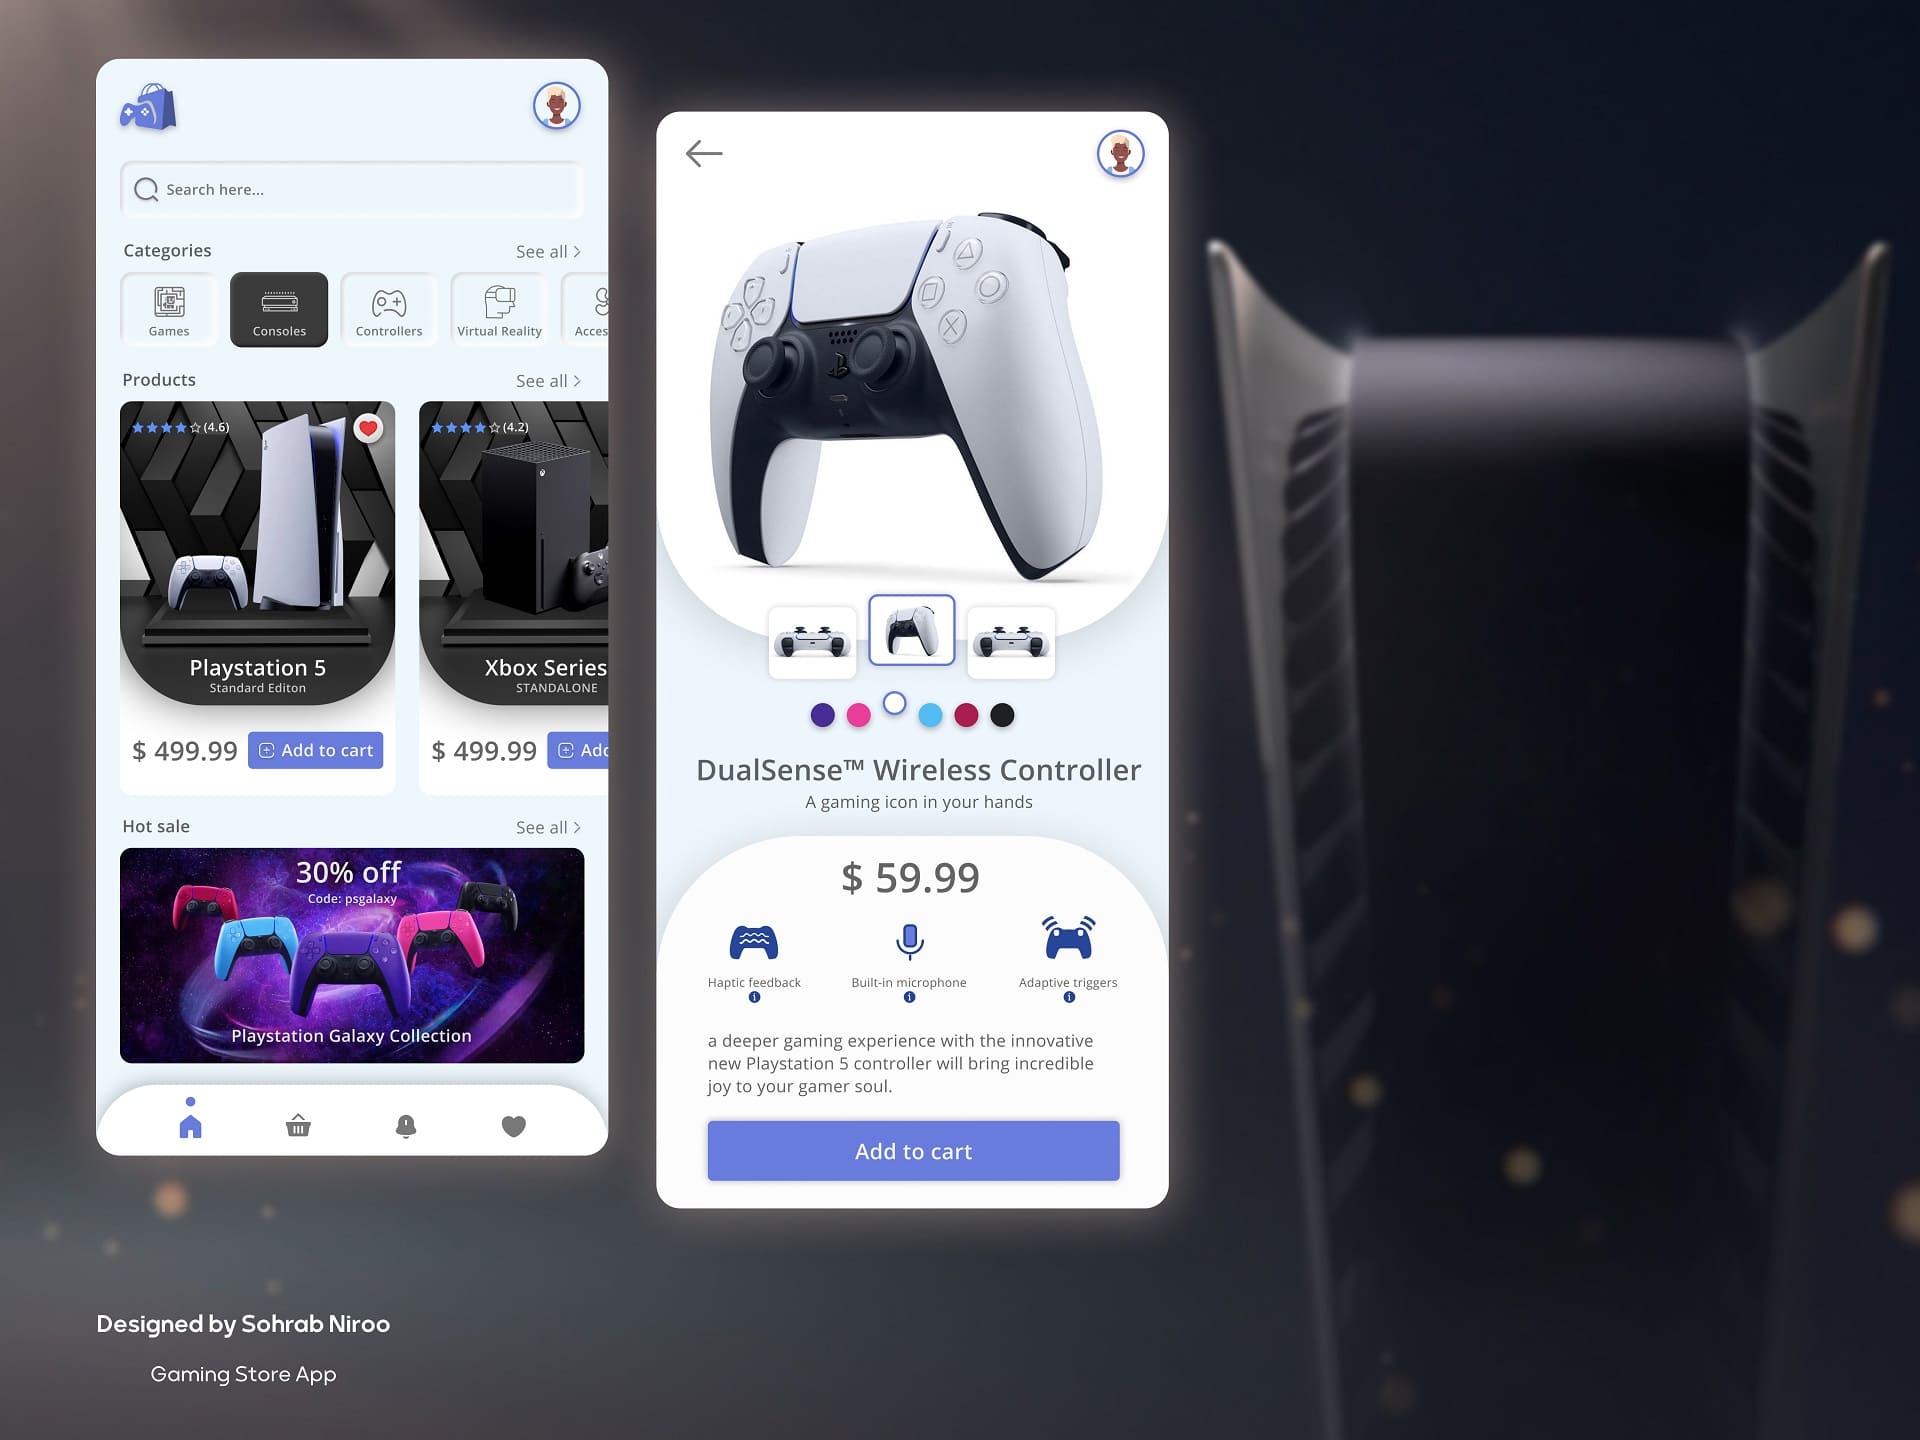 Search here...
Categories
See all >
Games
Consoles
Controllers
Virtual Reality
Acces
Products
See all >
(4.6)
(4.2)
Playstation 5
Standard Editon
Xbox Series
STANDALONE
$ 499.99
Add to cart
$ 499.99
Add
Hot sale
See all >
30% off
Code: psgalaxy
Playstation Galaxy Collection
DualSense™ Wireless Controller
A gaming icon in your hands
$ 59.99
Haptic feedback
Built-in microphone
Adaptive triggers
a deeper gaming experience with the innovative
new Playstation 5 controller will bring incredible
joy to your gamer soul.
Add to cart
Designed by Sohrab Niroo
Gaming Store App